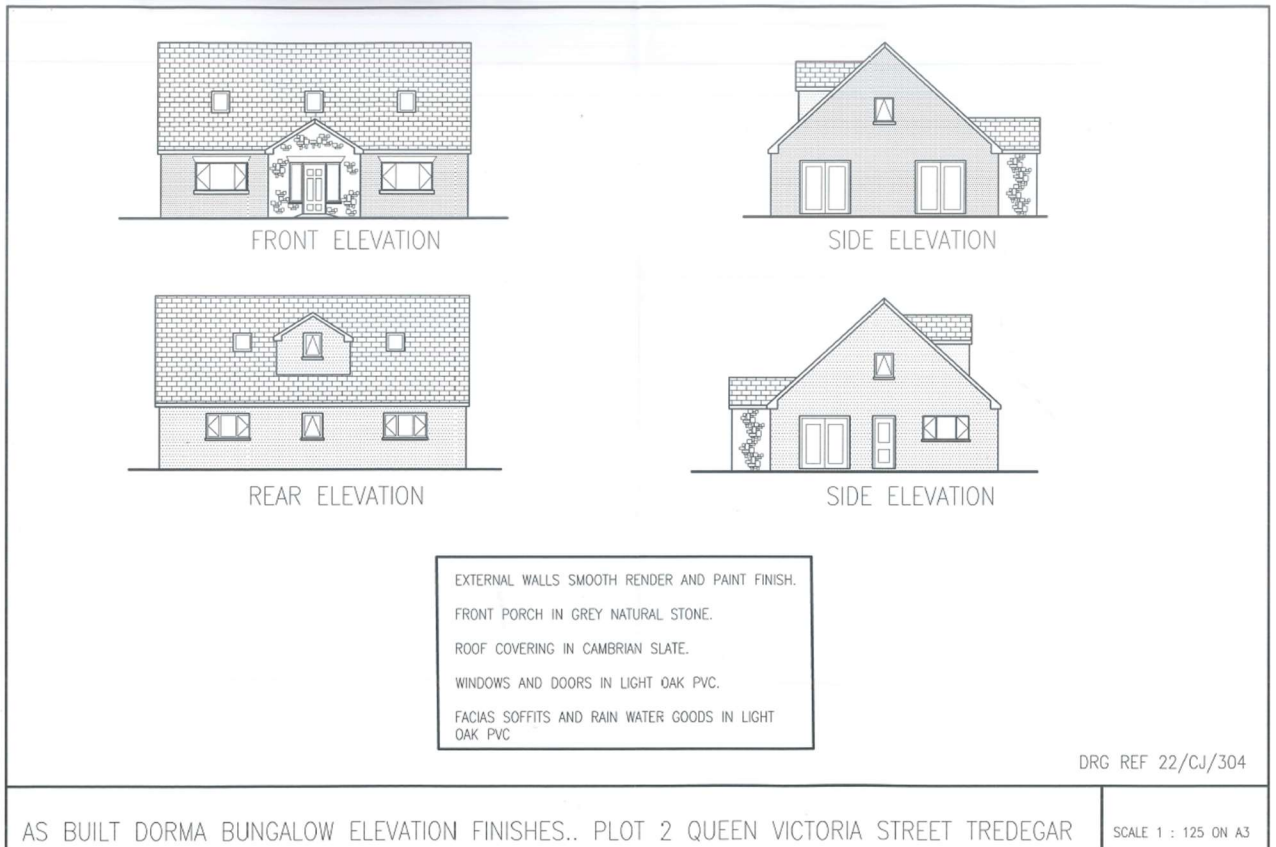 FRONT ELEVATION
SIDE ELEVATION
REAR ELEVATION
SIDE ELEVATION
EXTERNAL WALLS SMOOTH RENDER AND PAINT FINISH.
FRONT PORCH IN GREY NATURAL STONE.
ROOF COVERING IN CAMBRIAN SLATE.
WINDOWS AND DOORS IN LIGHT OAK PVC.
FACIAS SOFFITS AND RAIN WATER GOODS IN LIGHT
OAK PVC
DRG REF 22/CJ/304
AS BUILT DORMA BUNGALOW ELEVATION FINISHES.. PLOT 2 QUEEN VICTORIA STREET TREDEGAR
SCALE 1 : 125 ON A3